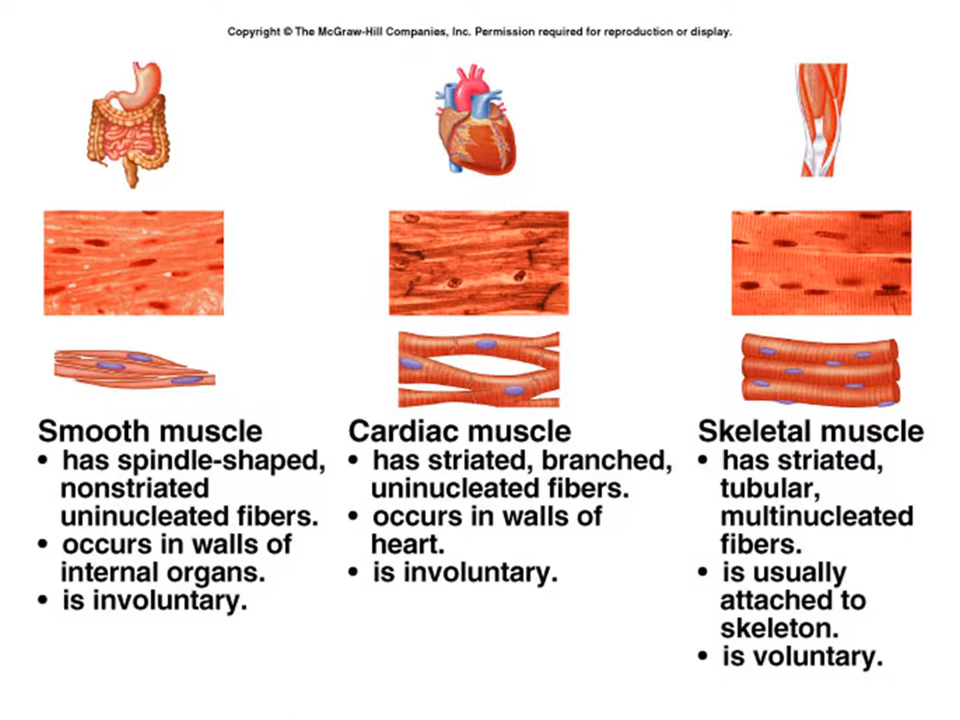 Copyright © The McGraw-Hill Companies, Inc. Permission required for reproduction or display.
Smooth muscle
• has spindle-shaped,
nonstriated
uninucleated fibers.
• occurs in walls of
internal organs.
• is involuntary.
Cardiac muscle
• has striated, branched,
uninucleated fibers.
• occurs in walls of
heart.
• is involuntary.
Skeletal muscle
• has striated,
tubular,
multinucleated
fibers.
• is usually
attached to
skeleton.
• is voluntary.